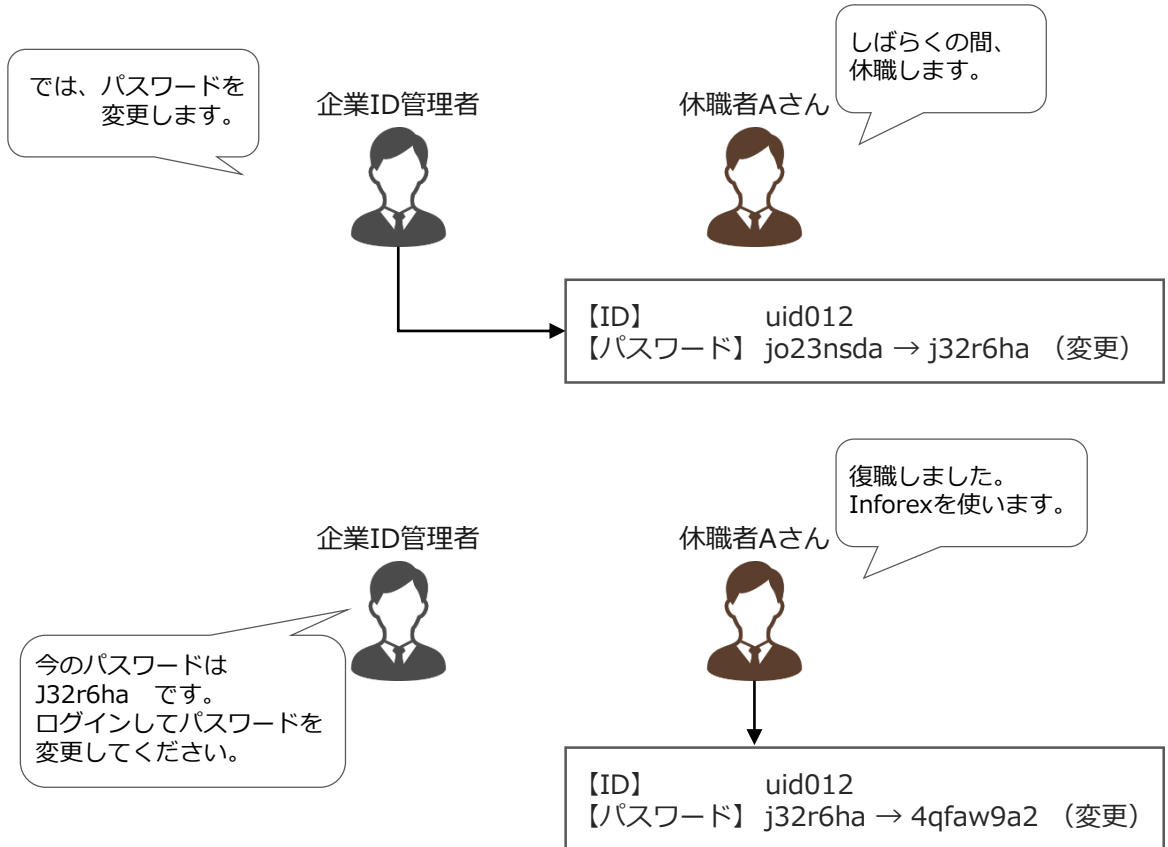 しばらくの間、
休職します。
では、パスワードを
変更します。
企業ID管理者
休職者Aさん
【ID】 uid012
【パスワード】 jo23nsda → j32r6ha （変更）
復職しました。
Inforexを使います。
企業ID管理者
休職者Aさん
今のパスワードは
J32r6ha です。
ログインしてパスワードを
変更してください。
【ID】 uid012
【パスワード】 j32r6ha → 4qfaw9a2 （変更）